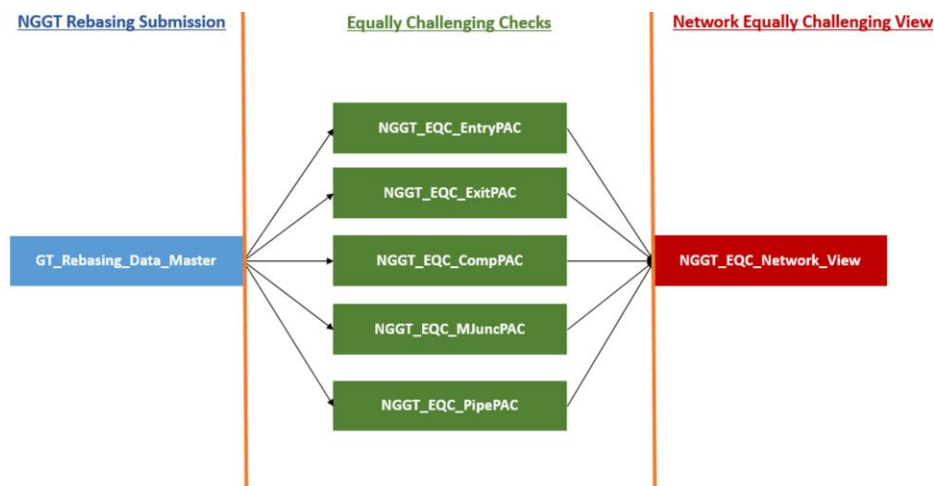 NGGT Rebasing Submission
Equally Challenging Checks
Network Equally Challenging View
NGGT_EQC_EntryPAC
NGGT_EQC_ExitPAC
GT_Rebasing_Data_Master
NGGT_EQC_CompPAC
NGGT_EQC_Network_View
NGGT_EQC_MJuncPAC
NGGT_EQC_PipePAC